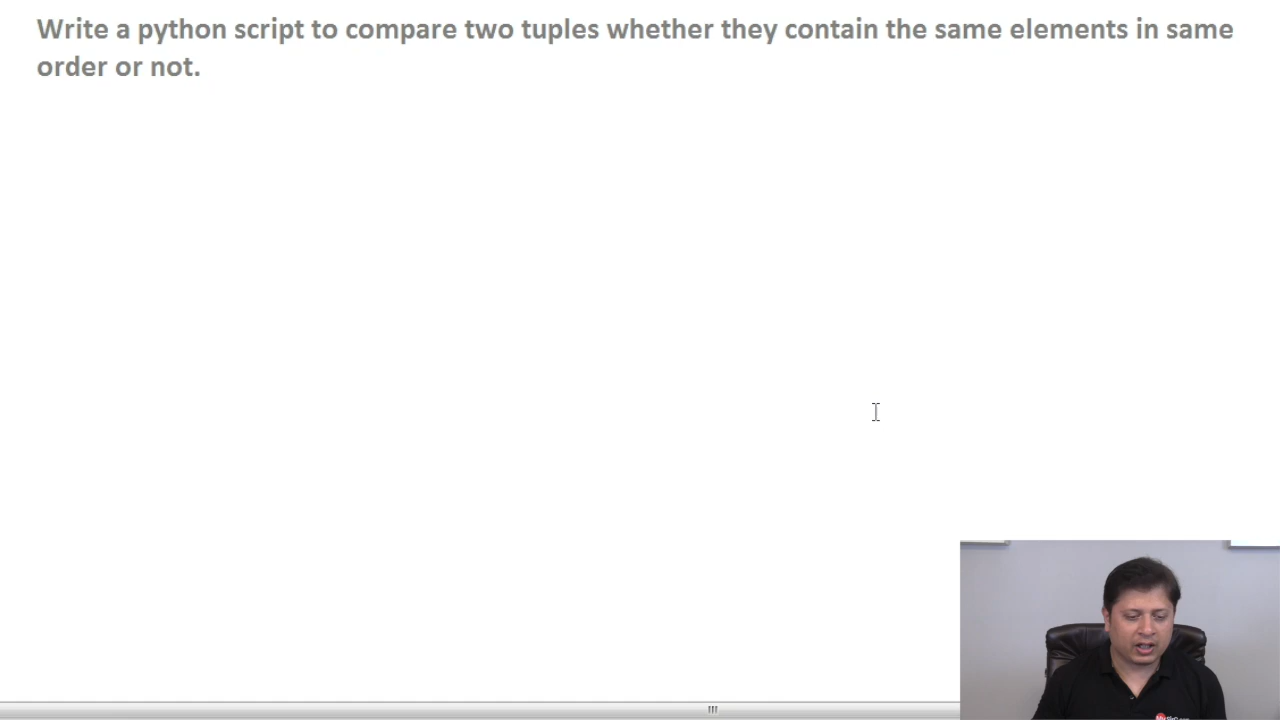 Write a python script to compare two tuples whether they contain the same elements in same
order or not.